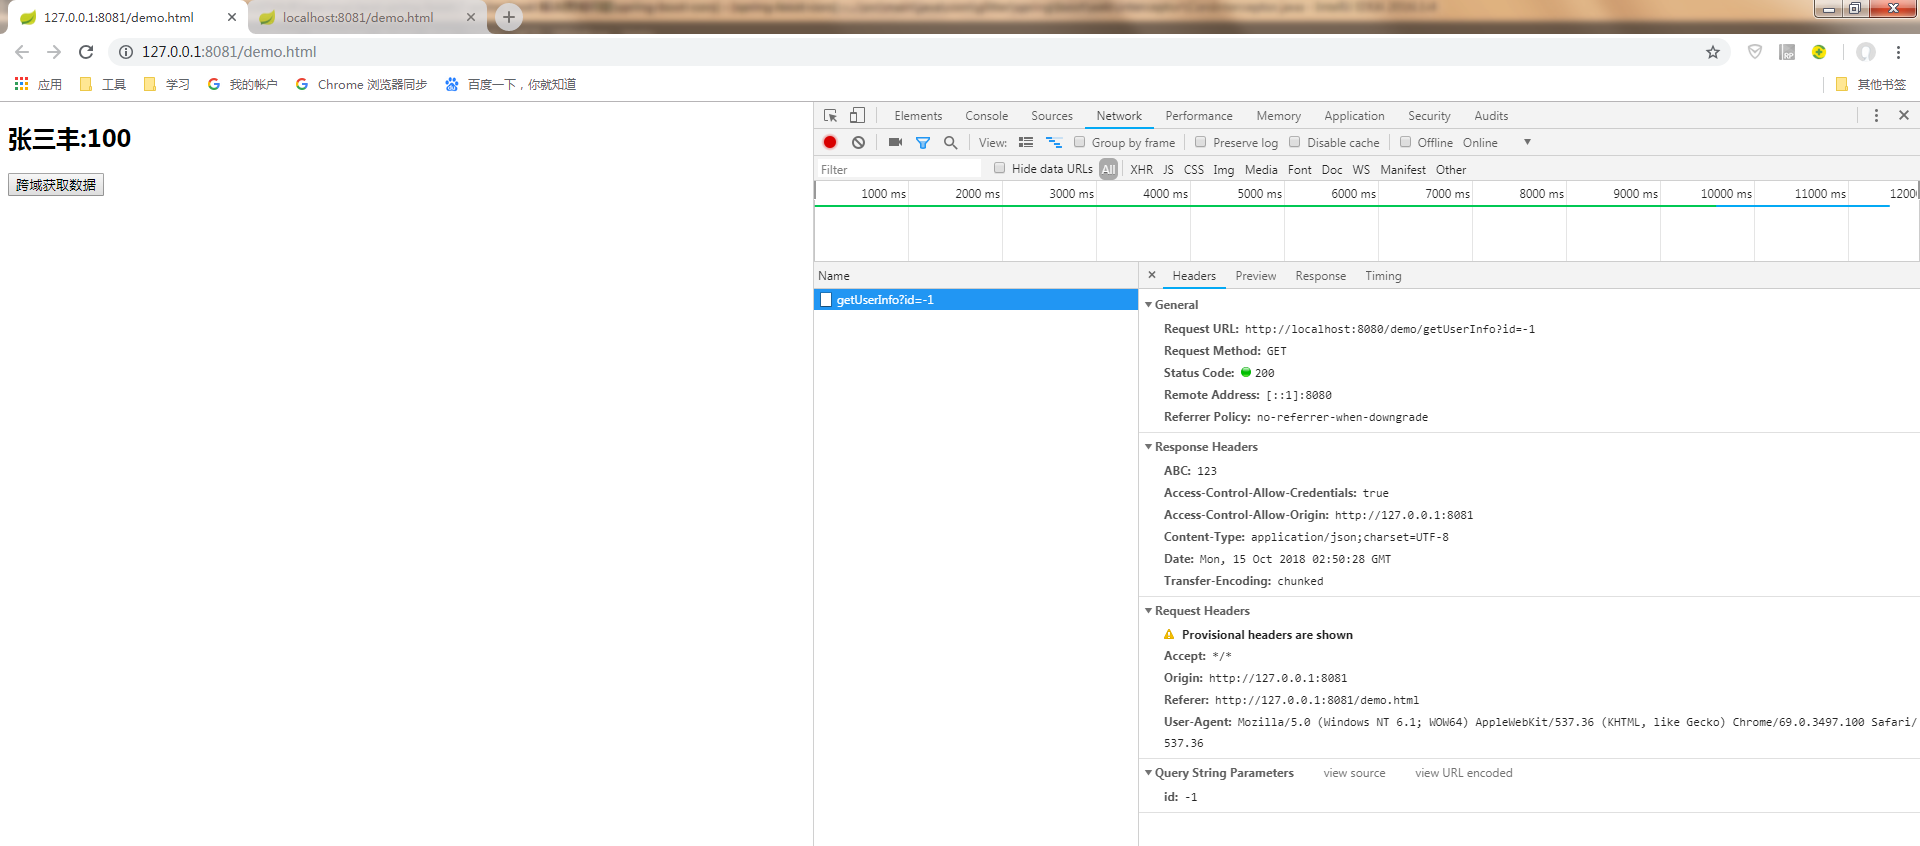 127.0.0.1:8081/demo.html
localhost:8081/demo.html
127.0.0.1:8081/demo.html
应用 工具 学习 我的帐户 Chrome 浏览器同步 百度一下，你就知道 其他书签
张三丰:100
跨域获取数据
Elements Console Sources Network Performance Memory Application Security Audits
View: Group by frame Preserve log Disable cache Offline Online
Filter Hide data URLs All XHR JS CSS Img Media Font Doc WS Manifest Other
1000 ms 2000 ms 3000 ms 4000 ms 5000 ms 6000 ms 7000 ms 8000 ms 9000 ms 10000 ms 11000 ms 1200
Name
getUserInfo?id=-1
Headers Preview Response Timing
General
Request URL: http://localhost:8080/demo/getUserInfo?id=-1
Request Method: GET
Status Code: 200
Remote Address: [::1]:8080
Referrer Policy: no-referrer-when-downgrade
Response Headers
ABC: 123
Access-Control-Allow-Credentials: true
Access-Control-Allow-Origin: http://127.0.0.1:8081
Content-Type: application/json;charset=UTF-8
Date: Mon, 15 Oct 2018 02:50:28 GMT
Transfer-Encoding: chunked
Request Headers
Provisional headers are shown
Accept: */*
Origin: http://127.0.0.1:8081
Referer: http://127.0.0.1:8081/demo.html
User-Agent: Mozilla/5.0 (Windows NT 6.1; WOW64) AppleWebKit/537.36 (KHTML, like Gecko) Chrome/69.0.3497.100 Safari/
537.36
Query String Parameters view source view URL encoded
id: -1